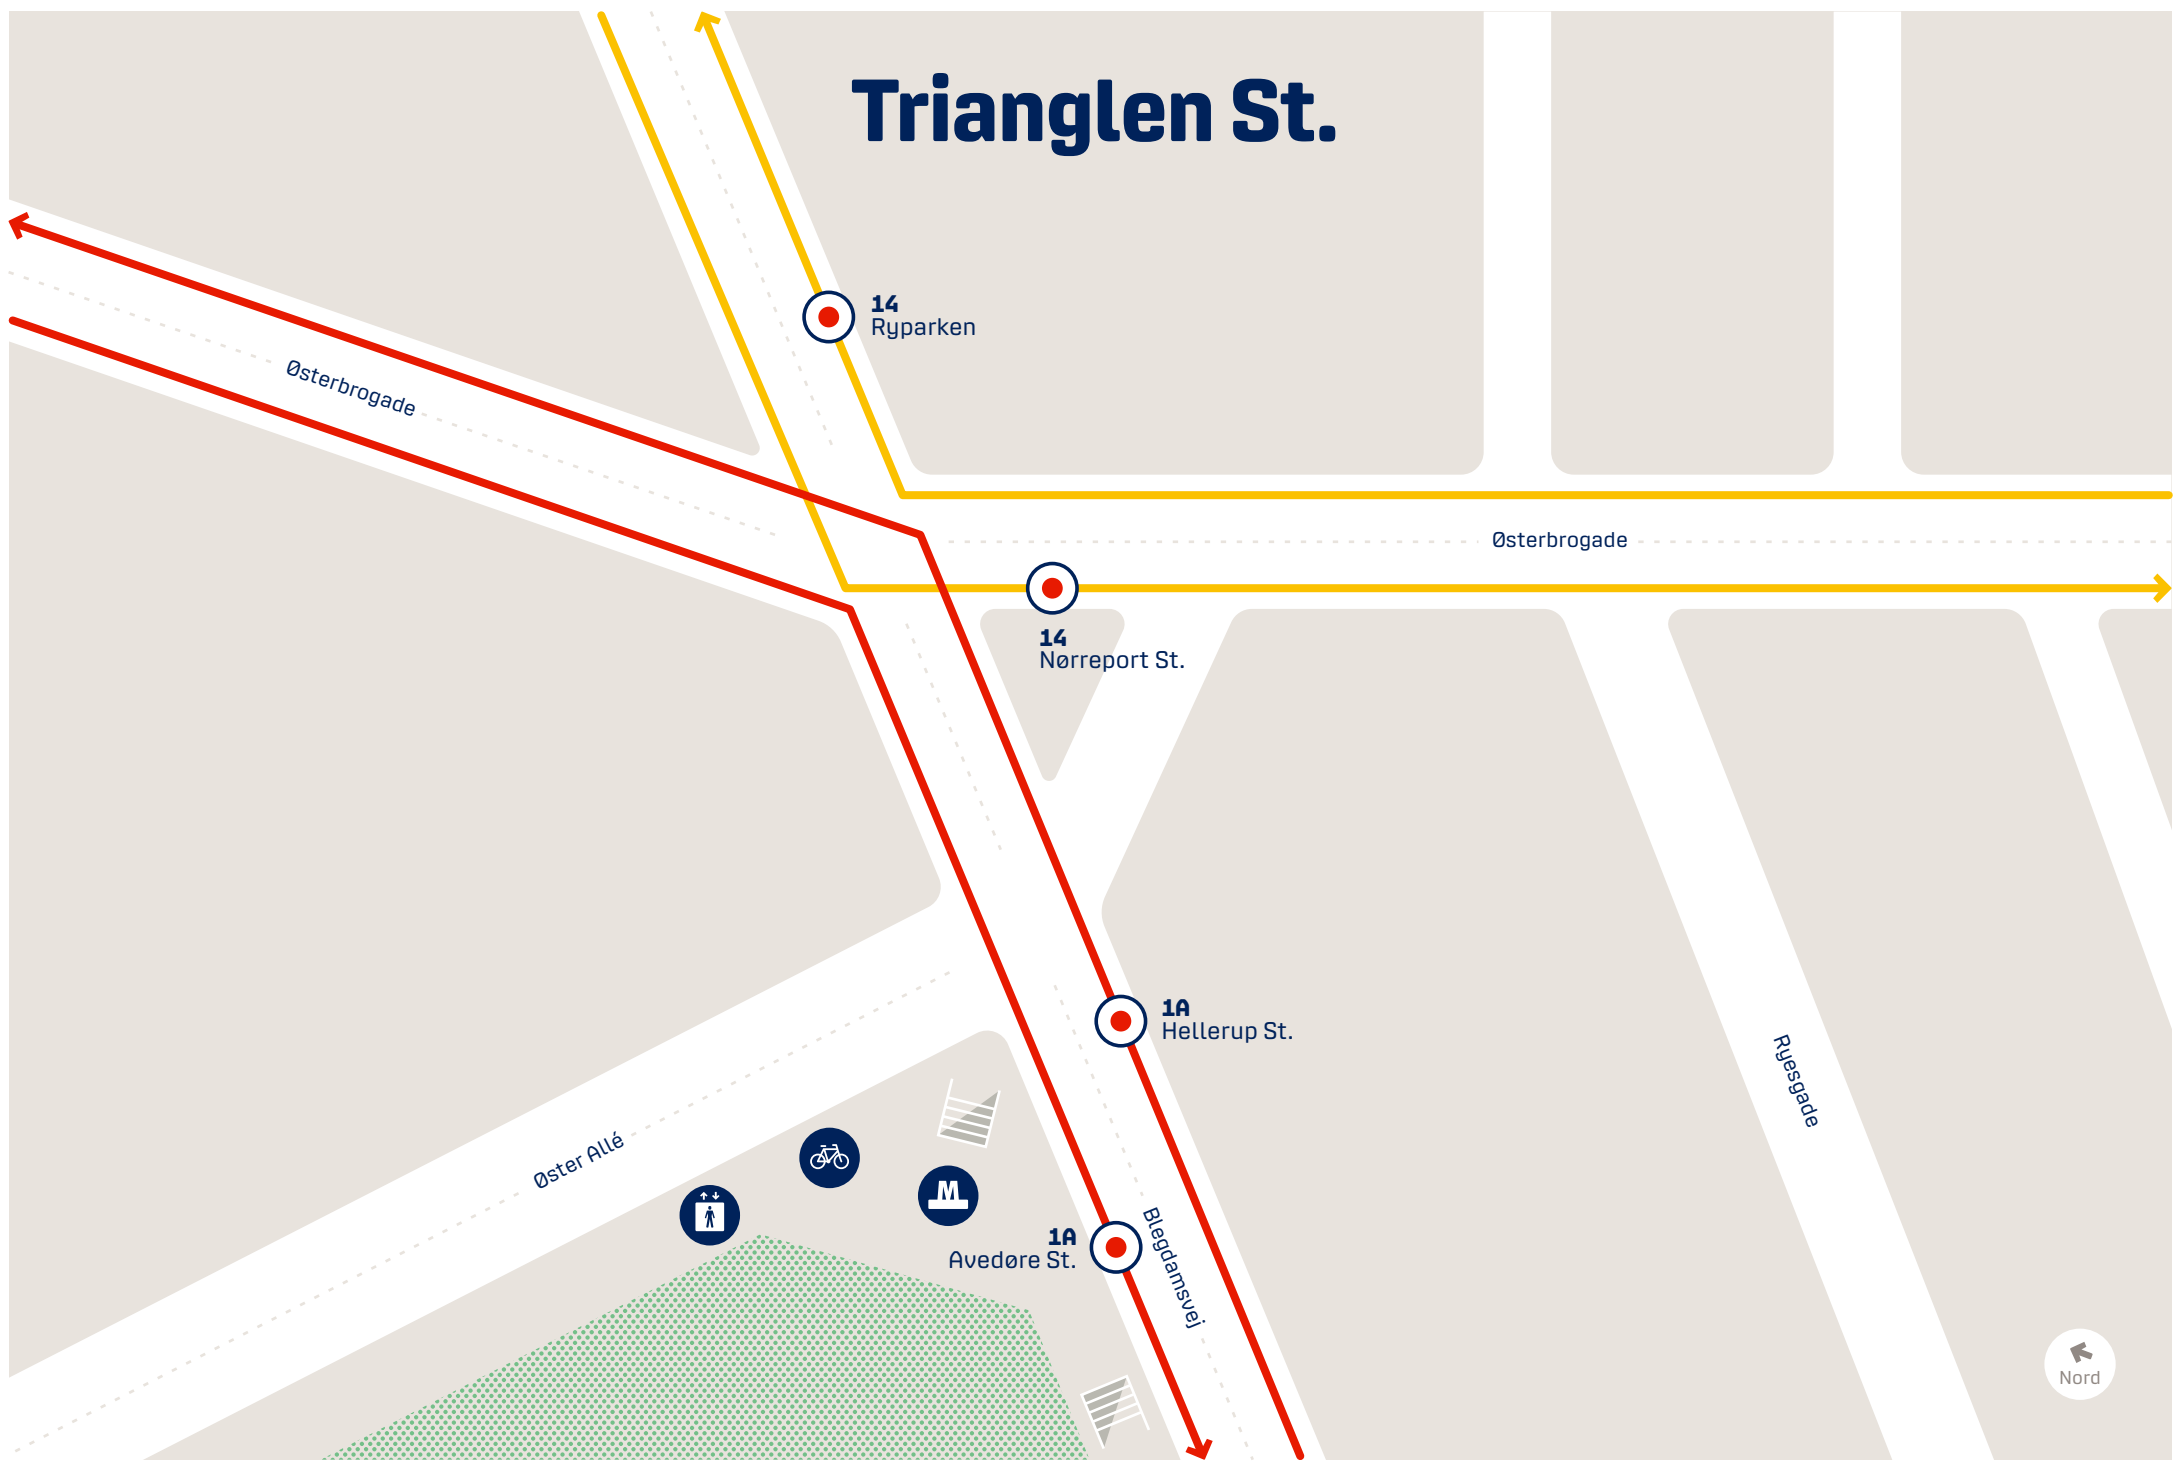 Trianglen St.
14
Ryparken
Østerbrogade
Østerbrogade
14
Nørreport St.
1A
Hellerup St.
Ryesgade
Øster Allé
M
1A
Avedøre St.
Blegdamsvej
Nord